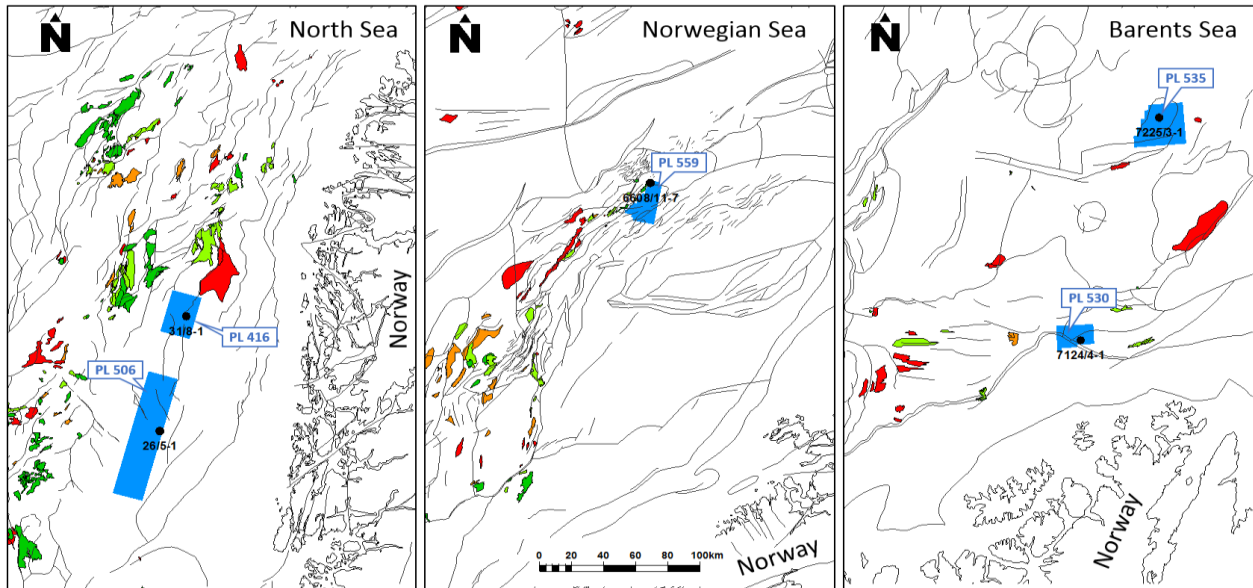 N
North Sea
31/8-1
PL 416
PL 506
26/5-1
Norway
N
Norwegian Sea
PL 559
6608/11-7
0 20 40 60 80 100km
Norway
N
Barents Sea
PL 535
7225/3-1
PL 530
7124/4-1
Norway